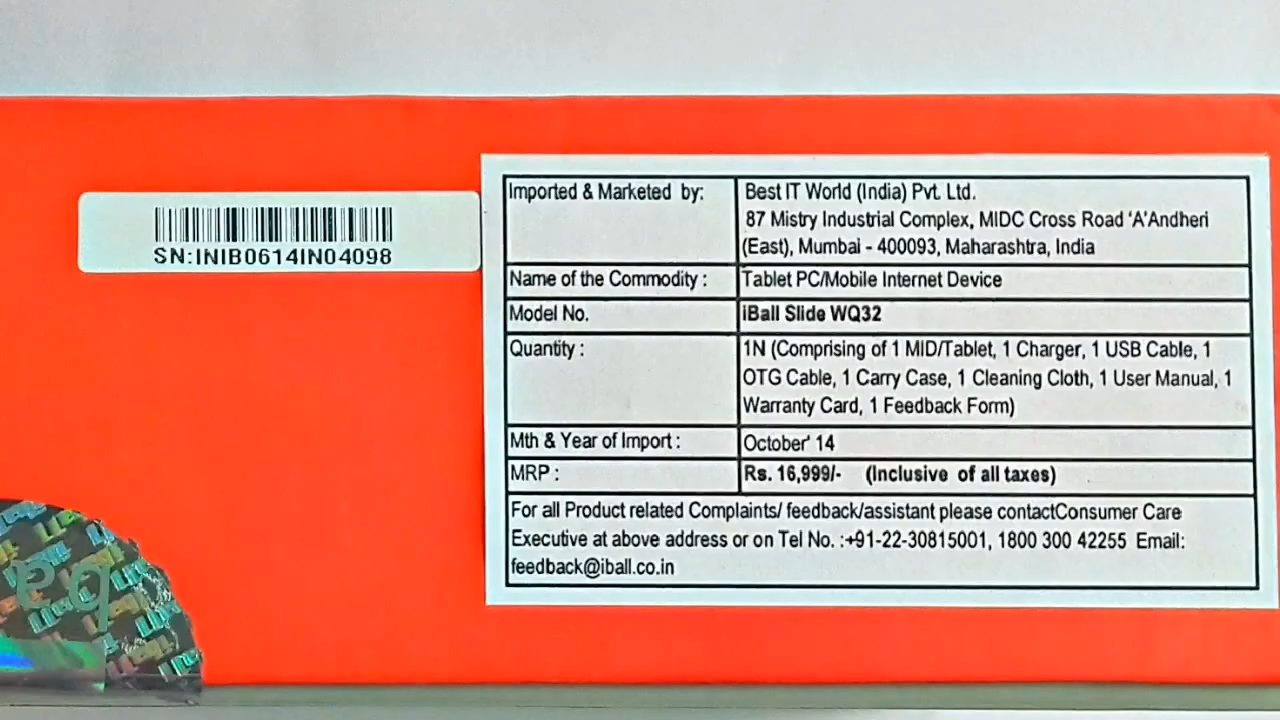 SN:INIB0614IN04098
Imported & Marketed by:
Best IT World (India) Pvt. Ltd.
87 Mistry Industrial Complex, MIDC Cross Road 'A'Andheri
(East), Mumbai - 400093, Maharashtra, India
Name of the Commodity :
Tablet PC/Mobile Internet Device
Model No.
iBall Slide WQ32
Quantity :
1N (Comprising of 1 MID/Tablet, 1 Charger, 1 USB Cable, 1
OTG Cable, 1 Carry Case, 1 Cleaning Cloth, 1 User Manual, 1
Warranty Card, 1 Feedback Form)
Mth & Year of Import :
October' 14
MRP :
Rs. 16,999/- (Inclusive of all taxes)
For all Product related Complaints/ feedback/assistant please contactConsumer Care
Executive at above address or on Tel No. :+91-22-30815001, 1800 300 42255 Email:
feedback@iball.co.in